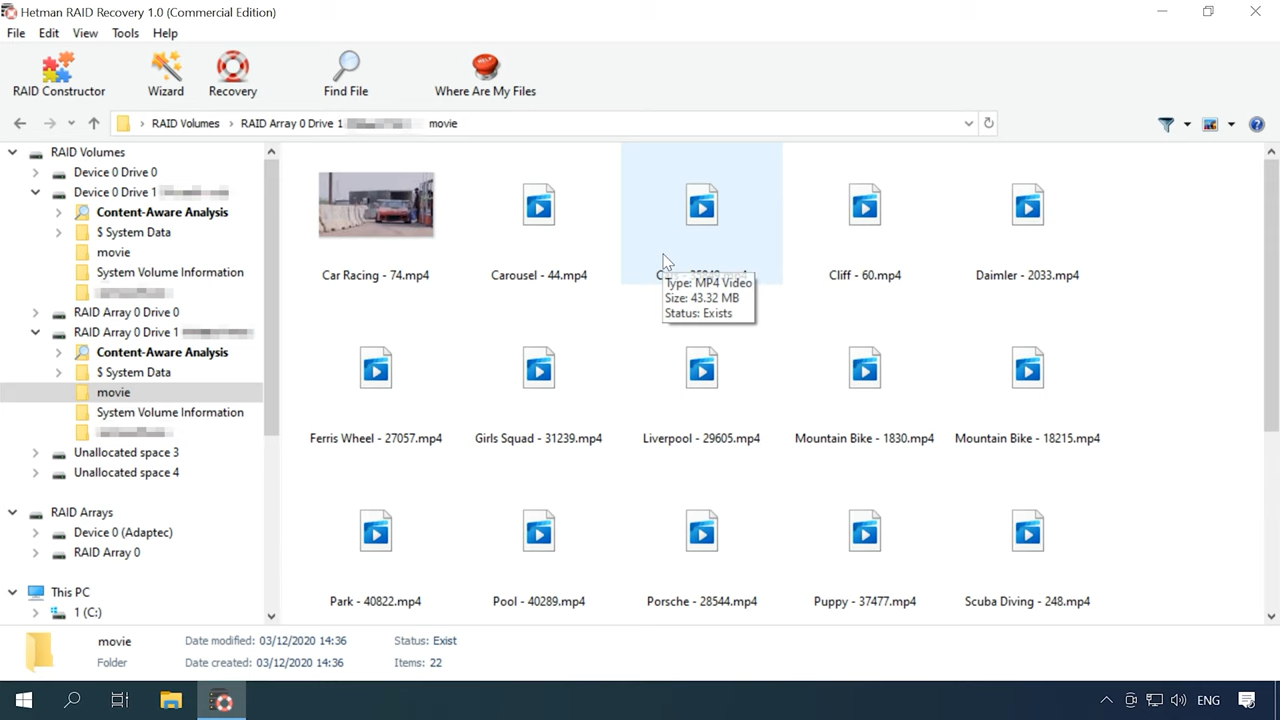 Hetman RAID Recovery 1.0 (Commercial Edition)
File Edit View Tools Help
RAID Constructor Wizard Recovery Find File Where Are My Files
RAID Volumes RAID Array 0 Drive 1 movie
RAID Volumes
Device 0 Drive 0
Device 0 Drive 1
Content-Aware Analysis
$ System Data
movie
System Volume Information
RAID Array 0 Drive 0
RAID Array 0 Drive 1
Content-Aware Analysis
$ System Data
movie
System Volume Information
Unallocated space 3
Unallocated space 4
RAID Arrays
Device 0 (Adaptec)
RAID Array 0
This PC
1 (C:)
Car Racing - 74.mp4 Carousel - 44.mp4 Cliff - 60.mp4 Daimler - 2033.mp4
Type: MP4 Video
Size: 43.32 MB
Status: Exists
Ferris Wheel - 27057.mp4 Girls Squad - 31239.mp4 Liverpool - 29605.mp4 Mountain Bike - 1830.mp4 Mountain Bike - 18215.mp4
Park - 40822.mp4 Pool - 40289.mp4 Porsche - 28544.mp4 Puppy - 37477.mp4 Scuba Diving - 248.mp4
movie Date modified: 03/12/2020 14:36 Status: Exist
Folder Date created: 03/12/2020 14:36 Items: 22
ENG